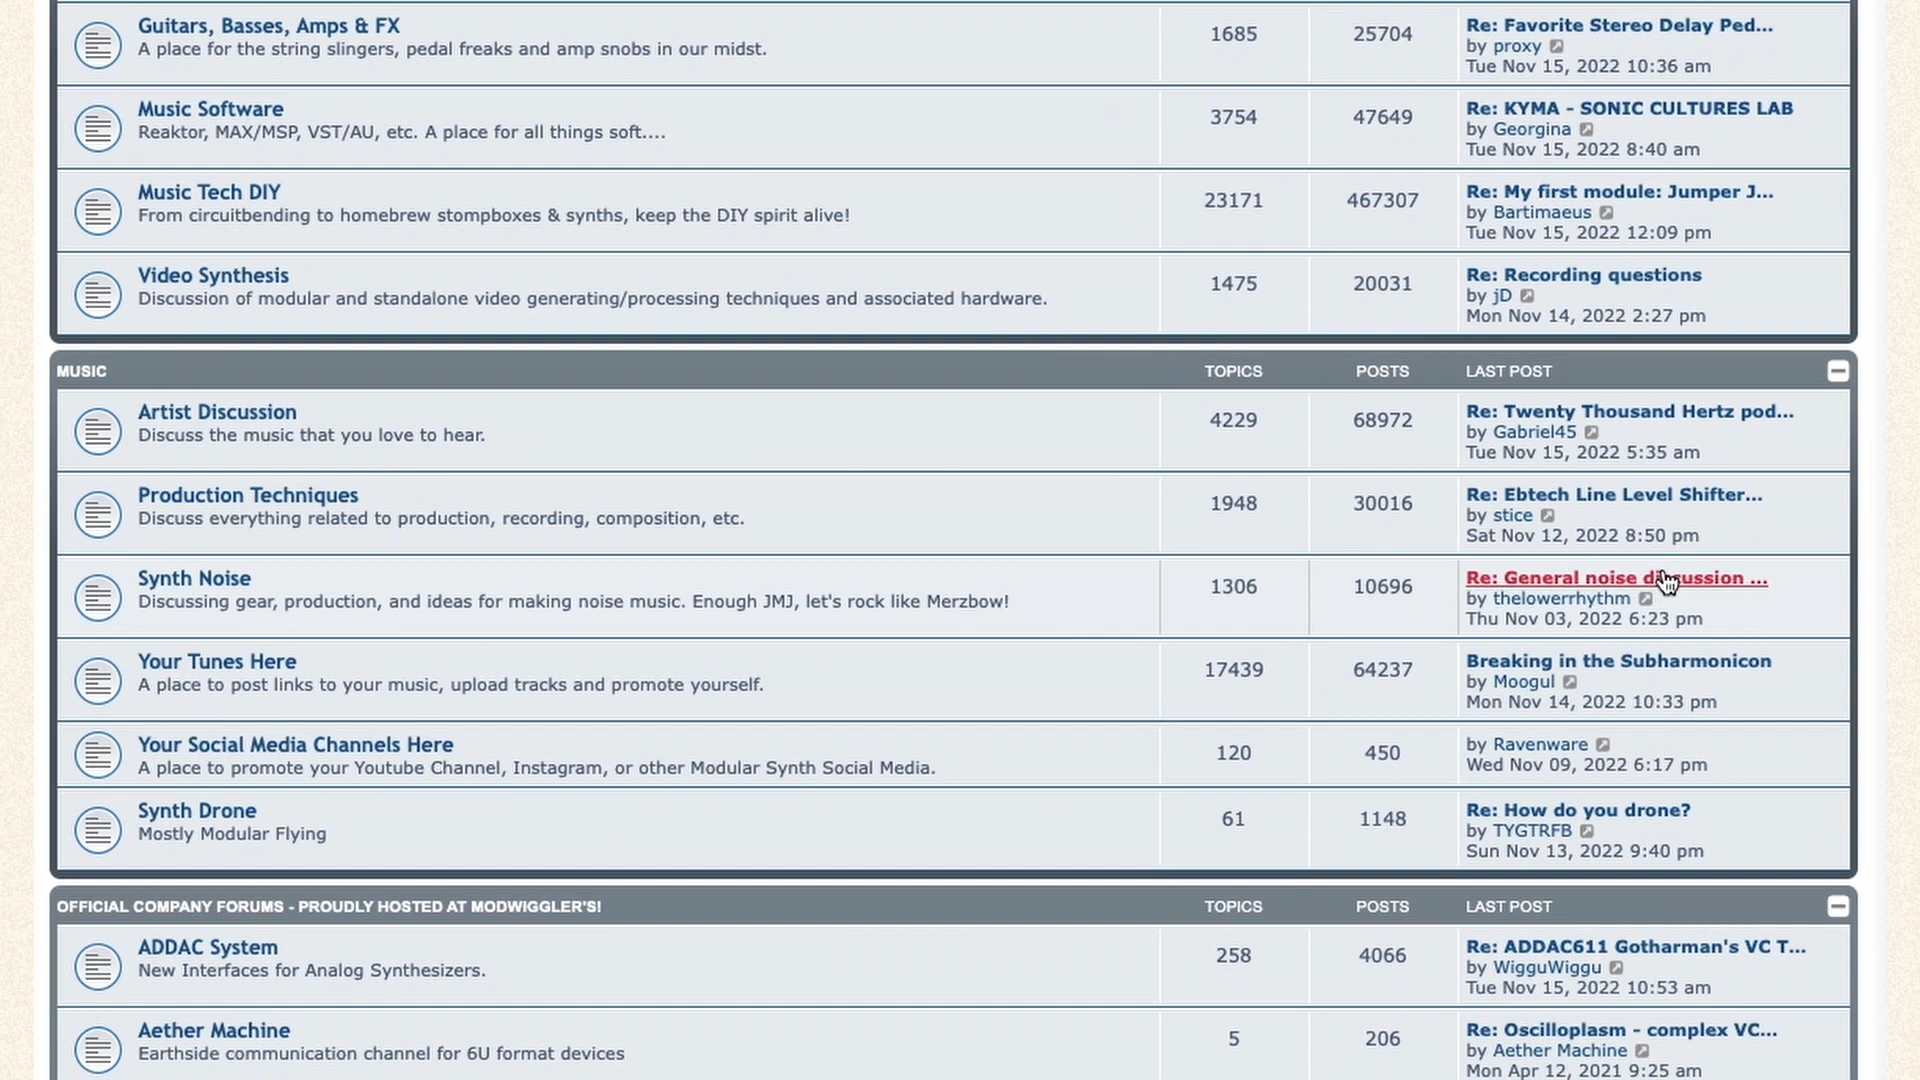 Guitars, Basses, Amps & FX
A place for the string slingers, pedal freaks and amp snobs in our midst.
1685
25704
Re: Favorite Stereo Delay Ped...
by proxy
Tue Nov 15, 2022 10:36 am
Music Software
Reaktor, MAX/MSP, VST/AU, etc. A place for all things soft....
3754
47649
Re: KYMA - SONIC CULTURES LAB
by Georgina
Tue Nov 15, 2022 8:40 am
Music Tech DIY
From circuitbending to homebrew stompboxes & synths, keep the DIY spirit alive!
23171
467307
Re: My first module: Jumper J...
by Bartimaeus
Tue Nov 15, 2022 12:09 pm
Video Synthesis
Discussion of modular and standalone video generating/processing techniques and associated hardware.
1475
20031
Re: Recording questions
by jD
Mon Nov 14, 2022 2:27 pm
MUSIC
TOPICS
POSTS
LAST POST
Artist Discussion
Discuss the music that you love to hear.
4229
68972
Re: Twenty Thousand Hertz pod...
by Gabriel45
Tue Nov 15, 2022 5:35 am
Production Techniques
Discuss everything related to production, recording, composition, etc.
1948
30016
Re: Ebtech Line Level Shifter...
by stice
Sat Nov 12, 2022 8:50 pm
Synth Noise
Discussing gear, production, and ideas for making noise music. Enough JMJ, let's rock like Merzbow!
1306
10696
Re: General noise discussion ...
by thelowerrhythm
Thu Nov 03, 2022 6:23 pm
Your Tunes Here
A place to post links to your music, upload tracks and promote yourself.
17439
64237
Breaking in the Subharmonicon
by Moogul
Mon Nov 14, 2022 10:33 pm
Your Social Media Channels Here
A place to promote your Youtube Channel, Instagram, or other Modular Synth Social Media.
120
450
by Ravenware
Wed Nov 09, 2022 6:17 pm
Synth Drone
Mostly Modular Flying
61
1148
Re: How do you drone?
by TYGTRFB
Sun Nov 13, 2022 9:40 pm
OFFICIAL COMPANY FORUMS - PROUDLY HOSTED AT MODWIGGLER'S!
TOPICS
POSTS
LAST POST
ADDAC System
New Interfaces for Analog Synthesizers.
258
4066
Re: ADDAC611 Gotharman's VC T...
by WigguWiggu
Tue Nov 15, 2022 10:53 am
Aether Machine
Earthside communication channel for 6U format devices
5
206
Re: Oscilloplasm - complex VC...
by Aether Machine
Mon Apr 12, 2021 9:25 am